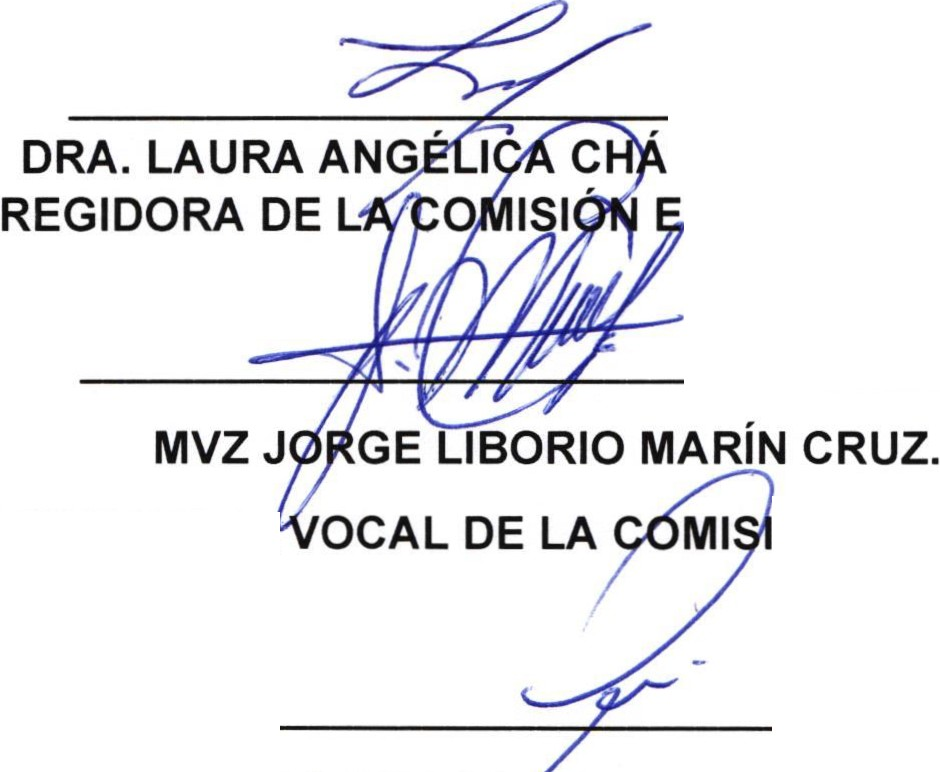 DRA. LAURA ANGÉLICA CHÁ
REGIDORA DE LA COMISIÓN E
MVZ JORGE LIBORIO MARÍN CRUZ.
VOCAL DE LA COMISI